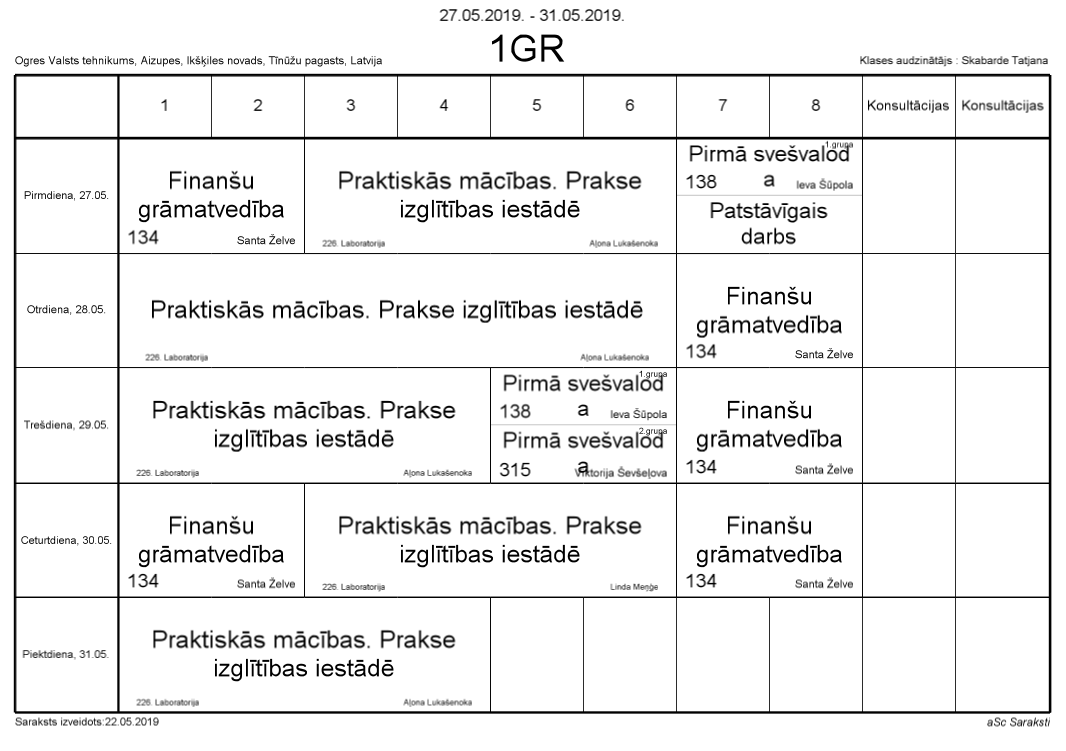 27.05.2019. - 31.05.2019.
1GR
Ogres Valsts tehnikums, Aizupes, Ikšķiles novads, Tīnūžu pagasts, Latvija
Klases audzinātājs : Skabarde Tatjana
1 2 3 4 5 6 7 8 Konsultācijas Konsultācijas
Pirmdiena, 27.05.
Finanšu
grāmatvedība
134 Santa Želve
Praktiskās mācības. Prakse
izglītības iestādē
226. Laboratorija Aļona Lukašenoka
1.grupa
Pirmā svešvalod
a
138 Ieva Šūpola
Patstāvīgais
darbs
Otrdiena, 28.05.
Praktiskās mācības. Prakse izglītības iestādē
226. Laboratorija Aļona Lukašenoka
Finanšu
grāmatvedība
134 Santa Želve
Trešdiena, 29.05.
Praktiskās mācības. Prakse
izglītības iestādē
226. Laboratorija Aļona Lukašenoka
1.grupa
Pirmā svešvalod
a
138 Ieva Šūpola
2.grupa
Pirmā svešvalod
a
315 Viktorija Ševšeļova
Finanšu
grāmatvedība
134 Santa Želve
Ceturtdiena, 30.05.
Finanšu
grāmatvedība
134 Santa Želve
Praktiskās mācības. Prakse
izglītības iestādē
226. Laboratorija Linda Meņģe
Finanšu
grāmatvedība
134 Santa Želve
Piektdiena, 31.05.
Praktiskās mācības. Prakse
izglītības iestādē
226. Laboratorija Aļona Lukašenoka
Saraksts izveidots:22.05.2019
aSc Saraksti